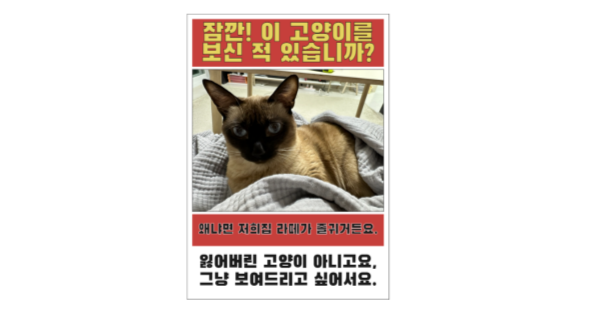 잠깐! 이 고양이를
보신 적 있습니까?
왜냐면 저희집 라떼가 좀귀거든요.
잃어버린 고양이 아니고요,
그냥 보여드리고 싶어서요.